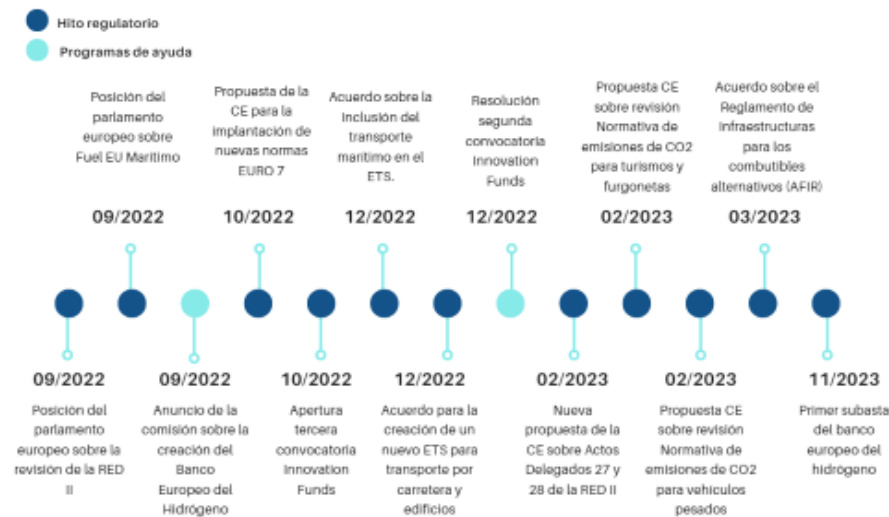 Hito regulatorio
Programas de ayuda
Posición del
parlamento
europeo sobre
Fuel EU Marítimo
09/2022
Propuesta de la
CE para la
implantación de
nuevas normas
EURO 7
10/2022
Acuerdo sobre la
inclusión del
transporte
marítimo en el
ETS.
12/2022
Resolución
segunda
convocatoria
Innovation
Funds
12/2022
Propuesta CE
sobre revisión
Normativa de
emisiones de CO2
para turismos y
furgonetas
02/2023
Acuerdo sobre el
Reglamento de
Infraestructuras
para los
combutibles
alternativos (AFIR)
03/2023
09/2022
Posición del
parlamento
europeo sobre la
revisión de la RED
II
09/2022
Anuncio de la
comisión sobre la
creación del
Banco
Europeo del
Hidrógeno
10/2022
Apertura
tercera
convocatoria
Innovation
Funds
12/2022
Acuerdo para la
creación de un
nuevo ETS para
transporte por
carretera y
edificios
02/2023
Nueva
propuesta de la
CE sobre Actos
Delegados 27 y
28 de la RED II
02/2023
Propuesta CE
sobre revisión
Normativa de
emisiones de CO2
para vehículos
pesados
11/2023
Primer subasta
del banco
europeo del
hidrógeno